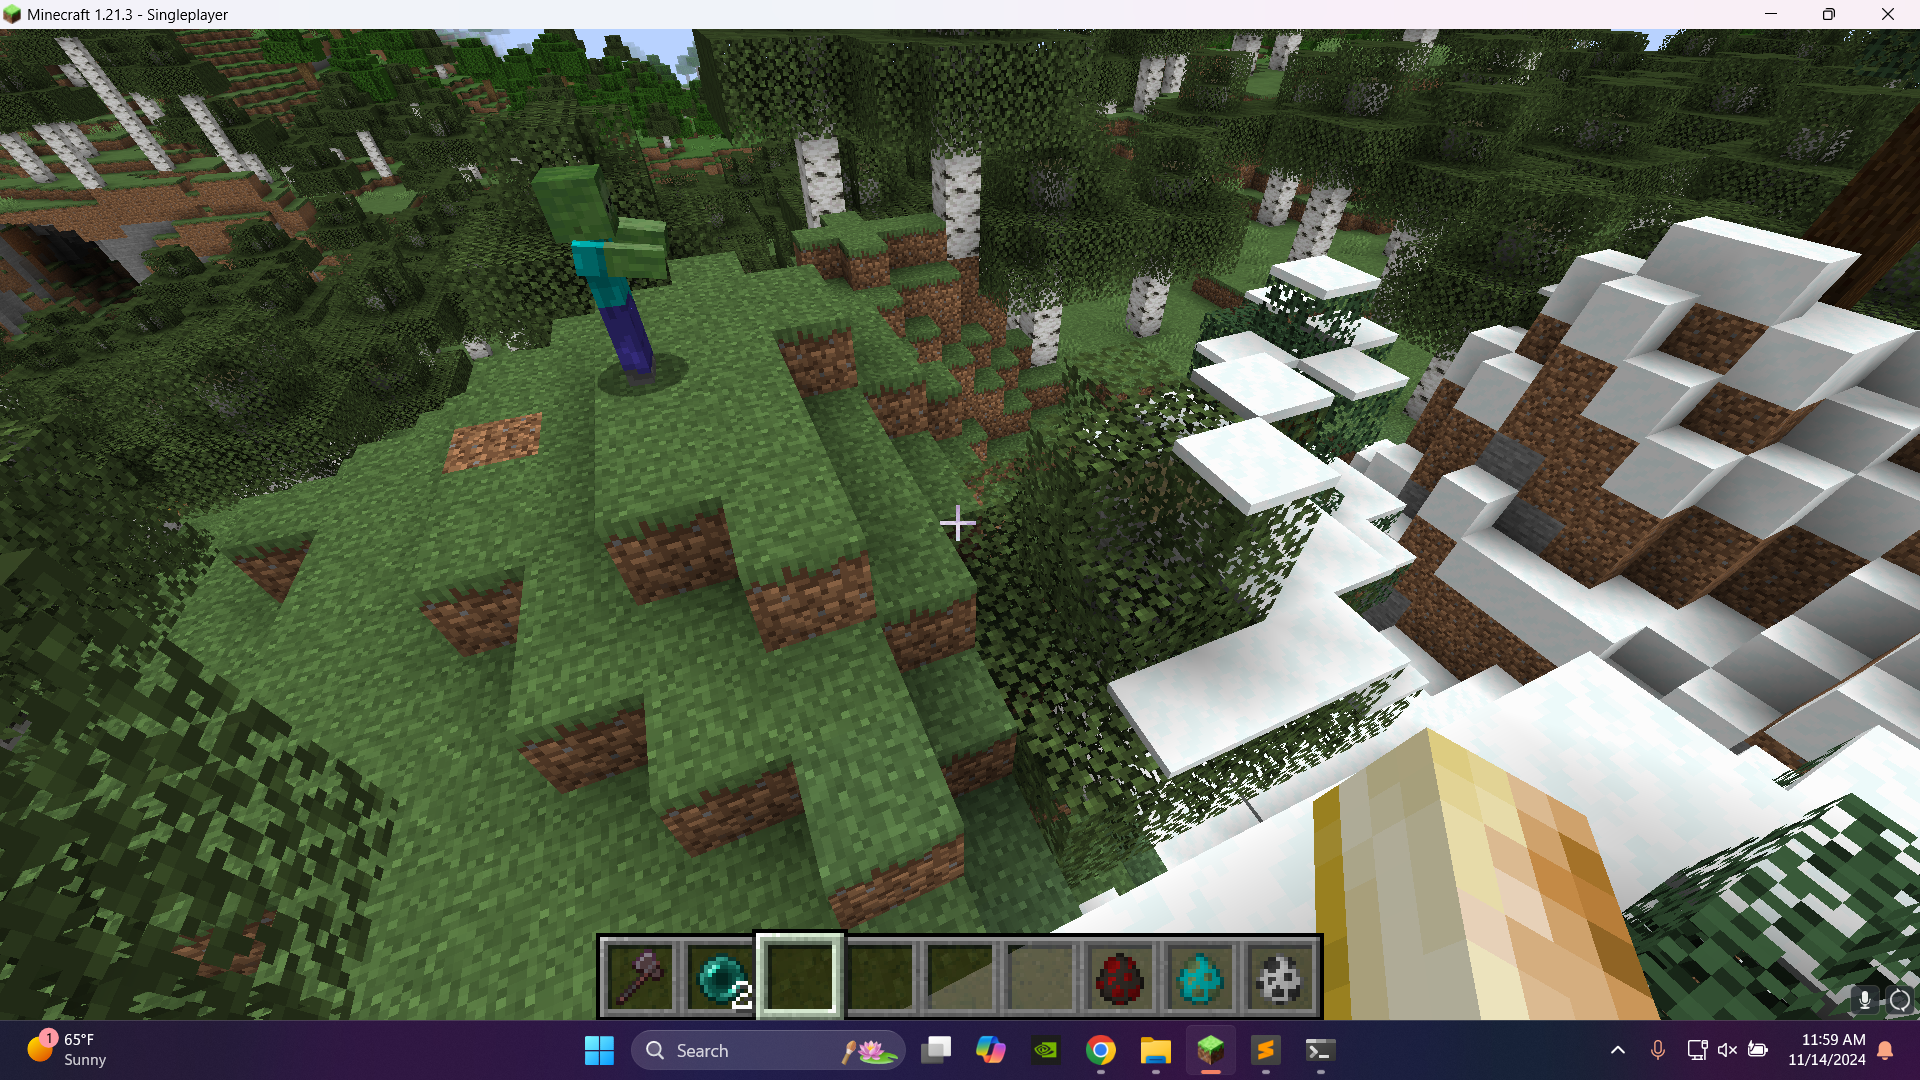 Minecraft 1.21.3 - Singleplayer
2
1
65°F
Sunny
Search
11:59 AM
11/14/2024